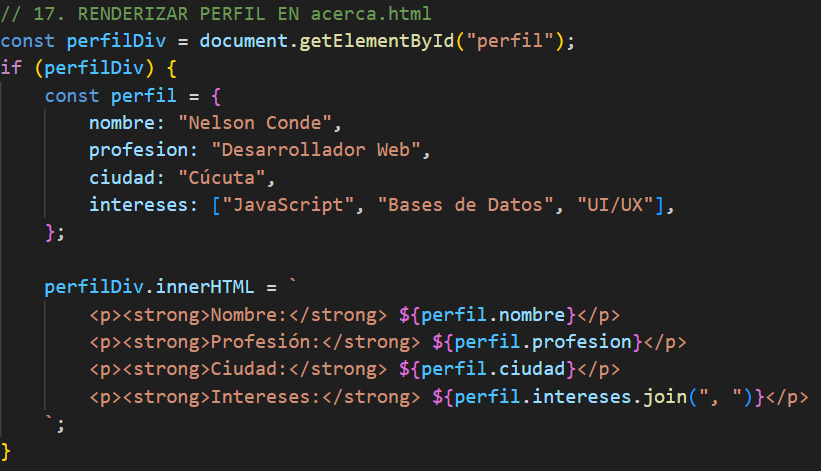 // 17. RENDERIZAR PERFIL EN acerca.html
const perfilDiv = document.getElementById("perfil");
if (perfilDiv) {
    const perfil = {
        nombre: "Nelson Conde",
        profesion: "Desarrollador Web",
        ciudad: "Cúcuta",
        intereses: ["JavaScript", "Bases de Datos", "UI/UX"],
    };

    perfilDiv.innerHTML = `
        <p><strong>Nombre:</strong> ${perfil.nombre}</p>
        <p><strong>Profesión:</strong> ${perfil.profesion}</p>
        <p><strong>Ciudad:</strong> ${perfil.ciudad}</p>
        <p><strong>Intereses:</strong> ${perfil.intereses.join(", ")}</p>
    `;
}